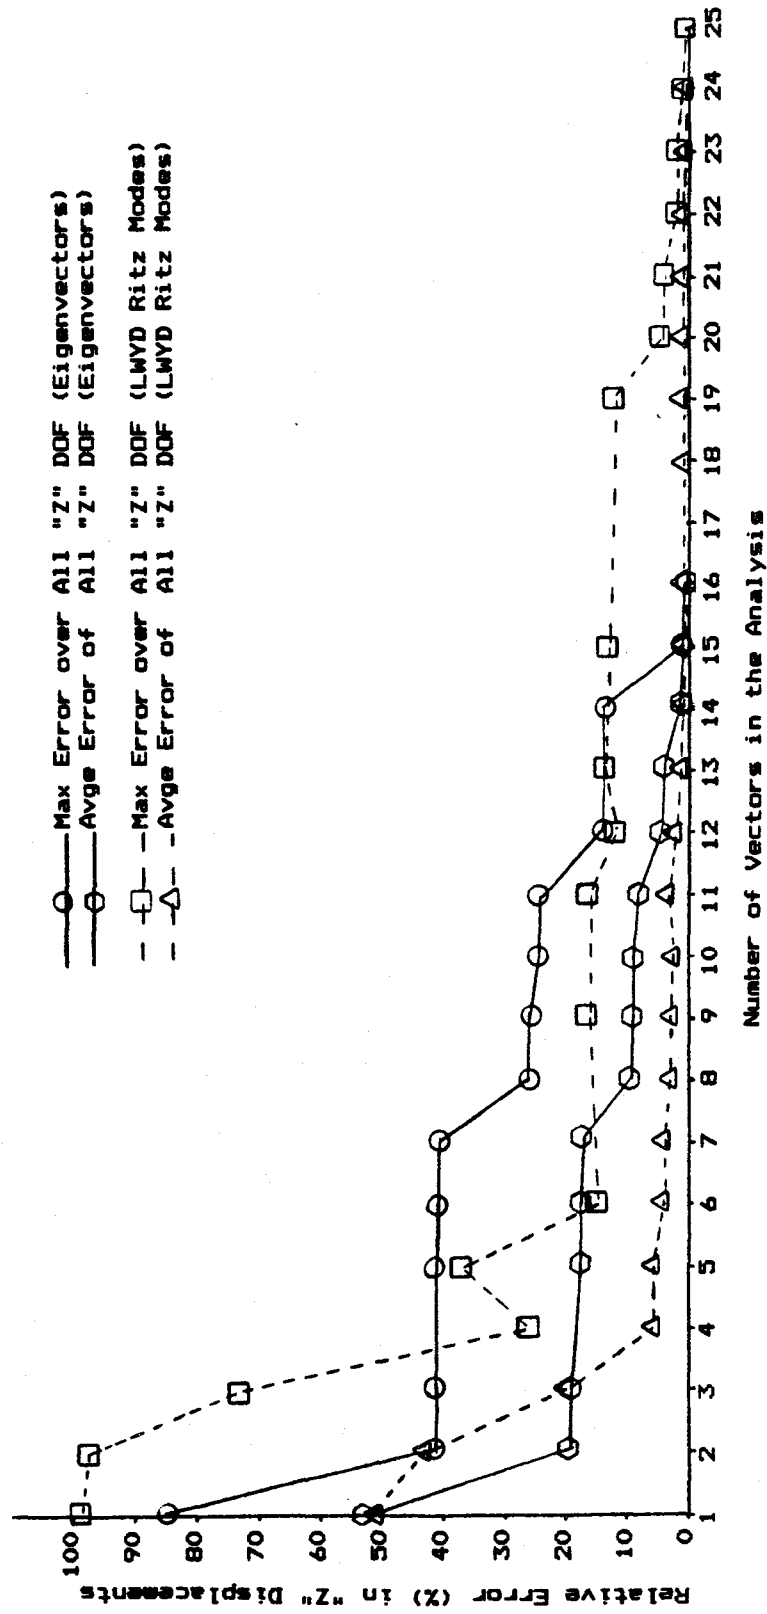 Max Error over All "Z" DOF (Eigenvectors)
Avge Error of All "Z" DOF (Eigenvectors)
Max Error over All "Z" DOF (LWYD Ritz Modes)
Avge Error of All "Z" DOF (LWYD Ritz Modes)
Relative Error (%) in "Z" Displacements
100
90
80
70
60
50
40
30
20
10
0
1 2 3 4 5 6 7 8 9 10 11 12 13 14 15 16 17 18 19 20 21 22 23 24 25
Number of Vectors in the Analysis